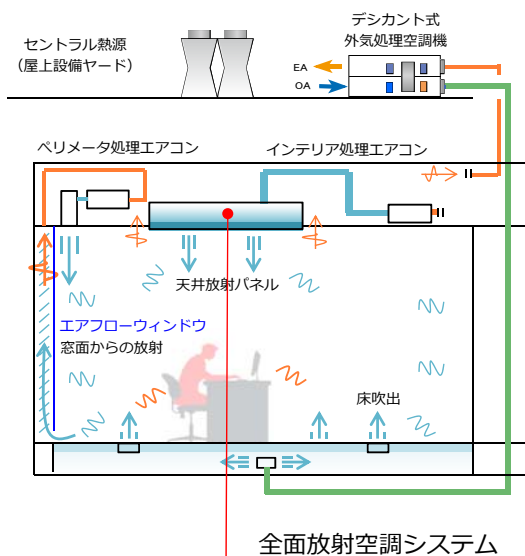 デシカント式
外気処理空調機
セントラル熱源
（屋上設備ヤード）
EA
OA
ペリメータ処理エアコン
インテリア処理エアコン
天井放射パネル
エアフローウィンドウ
窓面からの放射
床吹出
全面放射空調システム